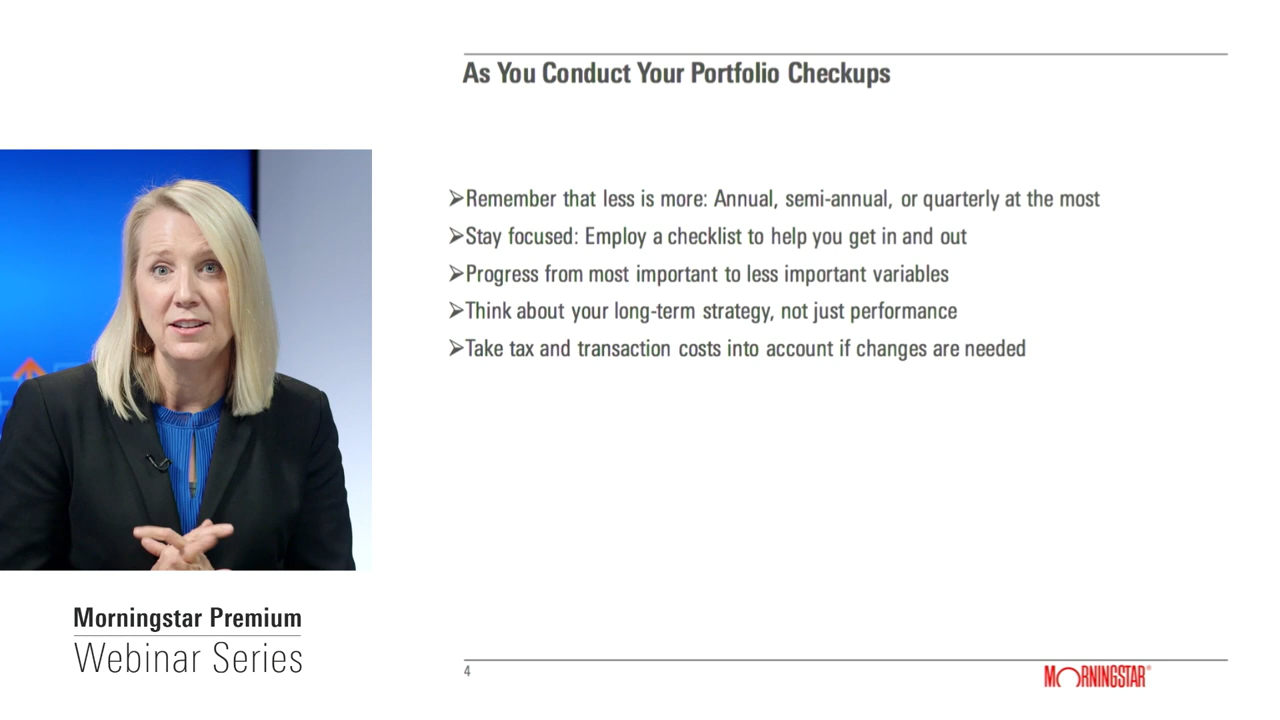 As You Conduct Your Portfolio Checkups
➢Remember that less is more: Annual, semi-annual, or quarterly at the most
➢Stay focused: Employ a checklist to help you get in and out
➢Progress from most important to less important variables
➢Think about your long-term strategy, not just performance
➢Take tax and transaction costs into account if changes are needed
Morningstar Premium
Webinar Series
4
MORNINGSTAR®